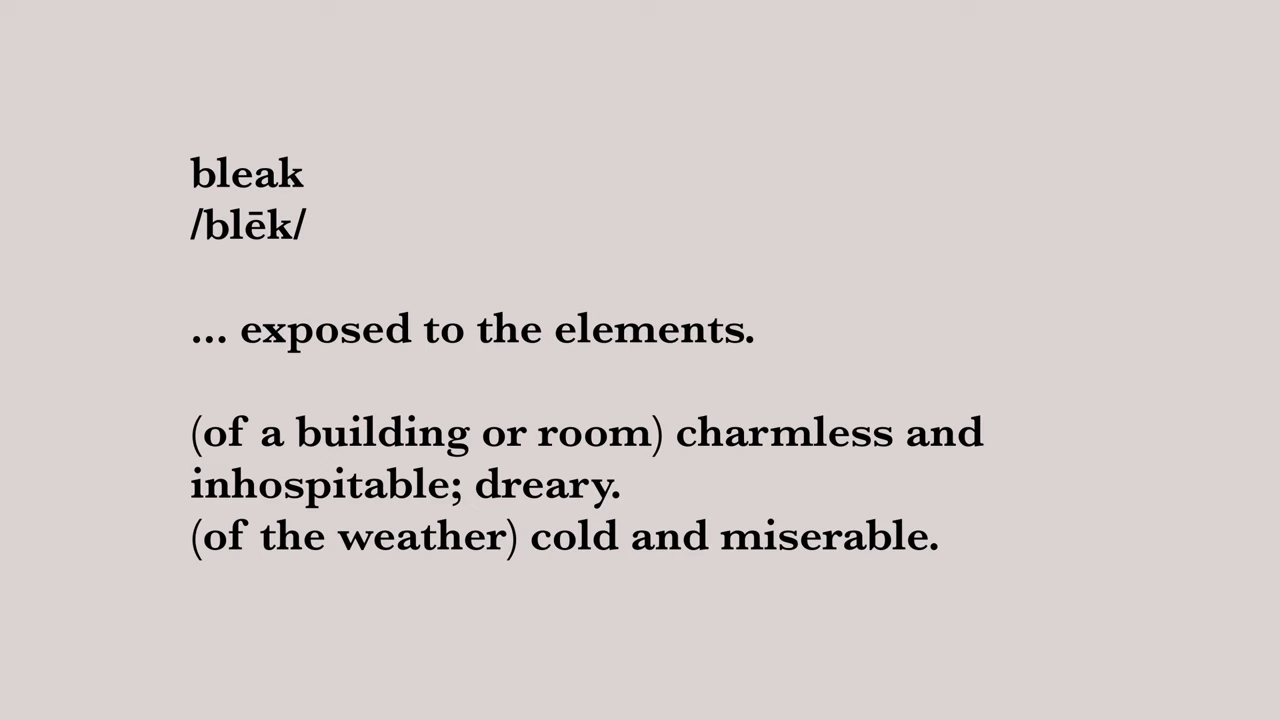 bleak
/blēk/
... exposed to the elements.
(of a building or room) charmless and
inhospitable; dreary.
(of the weather) cold and miserable.